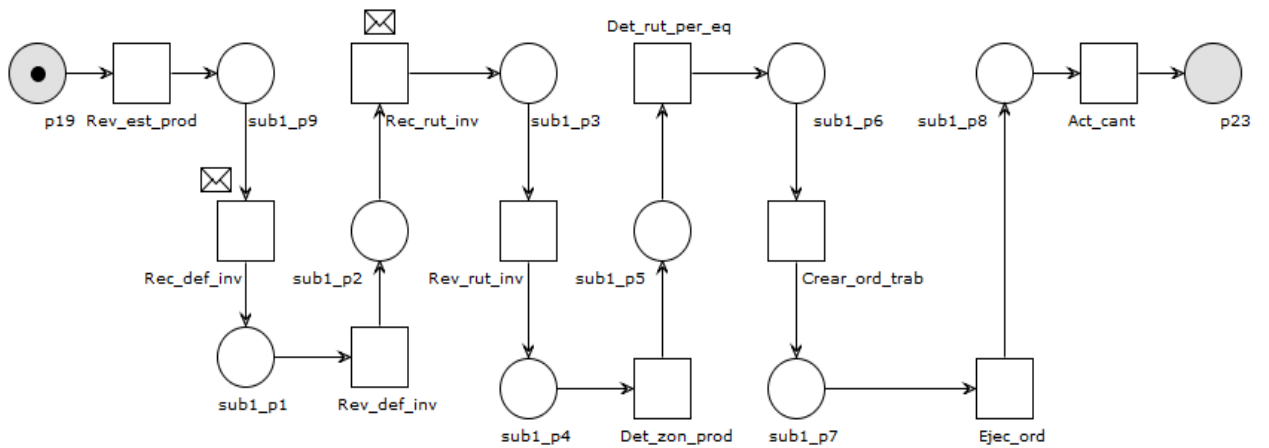 Det_rut_per_eq
p19
Rev_est_prod
sub1_p9
Rec_rut_inv
sub1_p3
sub1_p6
sub1_p8
Act_cant
p23
Rec_def_inv
sub1_p2
Rev_rut_inv
sub1_p5
Crear_ord_trab
sub1_p1
Rev_def_inv
sub1_p4
Det_zon_prod
sub1_p7
Ejec_ord